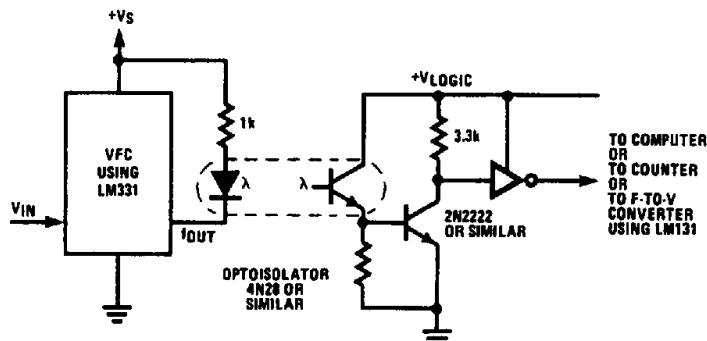 +VS
+VLOGIC
1k
3.3k
VFC
USING
LM331
λ
λ
TO COMPUTER
OR
TO COUNTER
OR
TO F-TO-V
CONVERTER
USING LM131
VIN
fOUT
2N2222
OR SIMILAR
OPTOISOLATOR
4N28 OR
SIMILAR